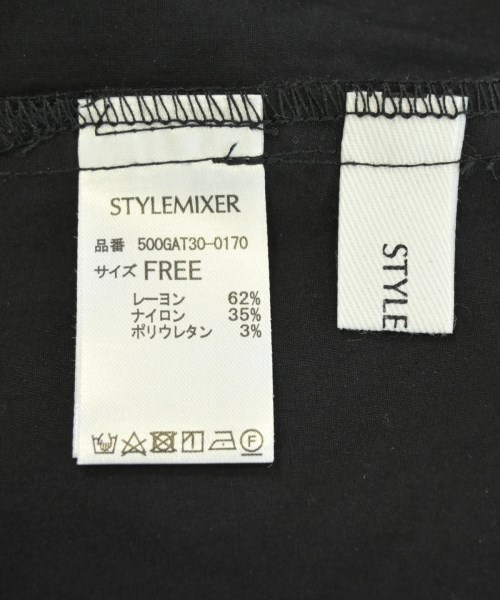 STYLEMIXER
品番 500GAT30-0170
サイズ FREE
レーヨン 62%
ナイロン 35%
ポリウレタン 3%
F
STYLE